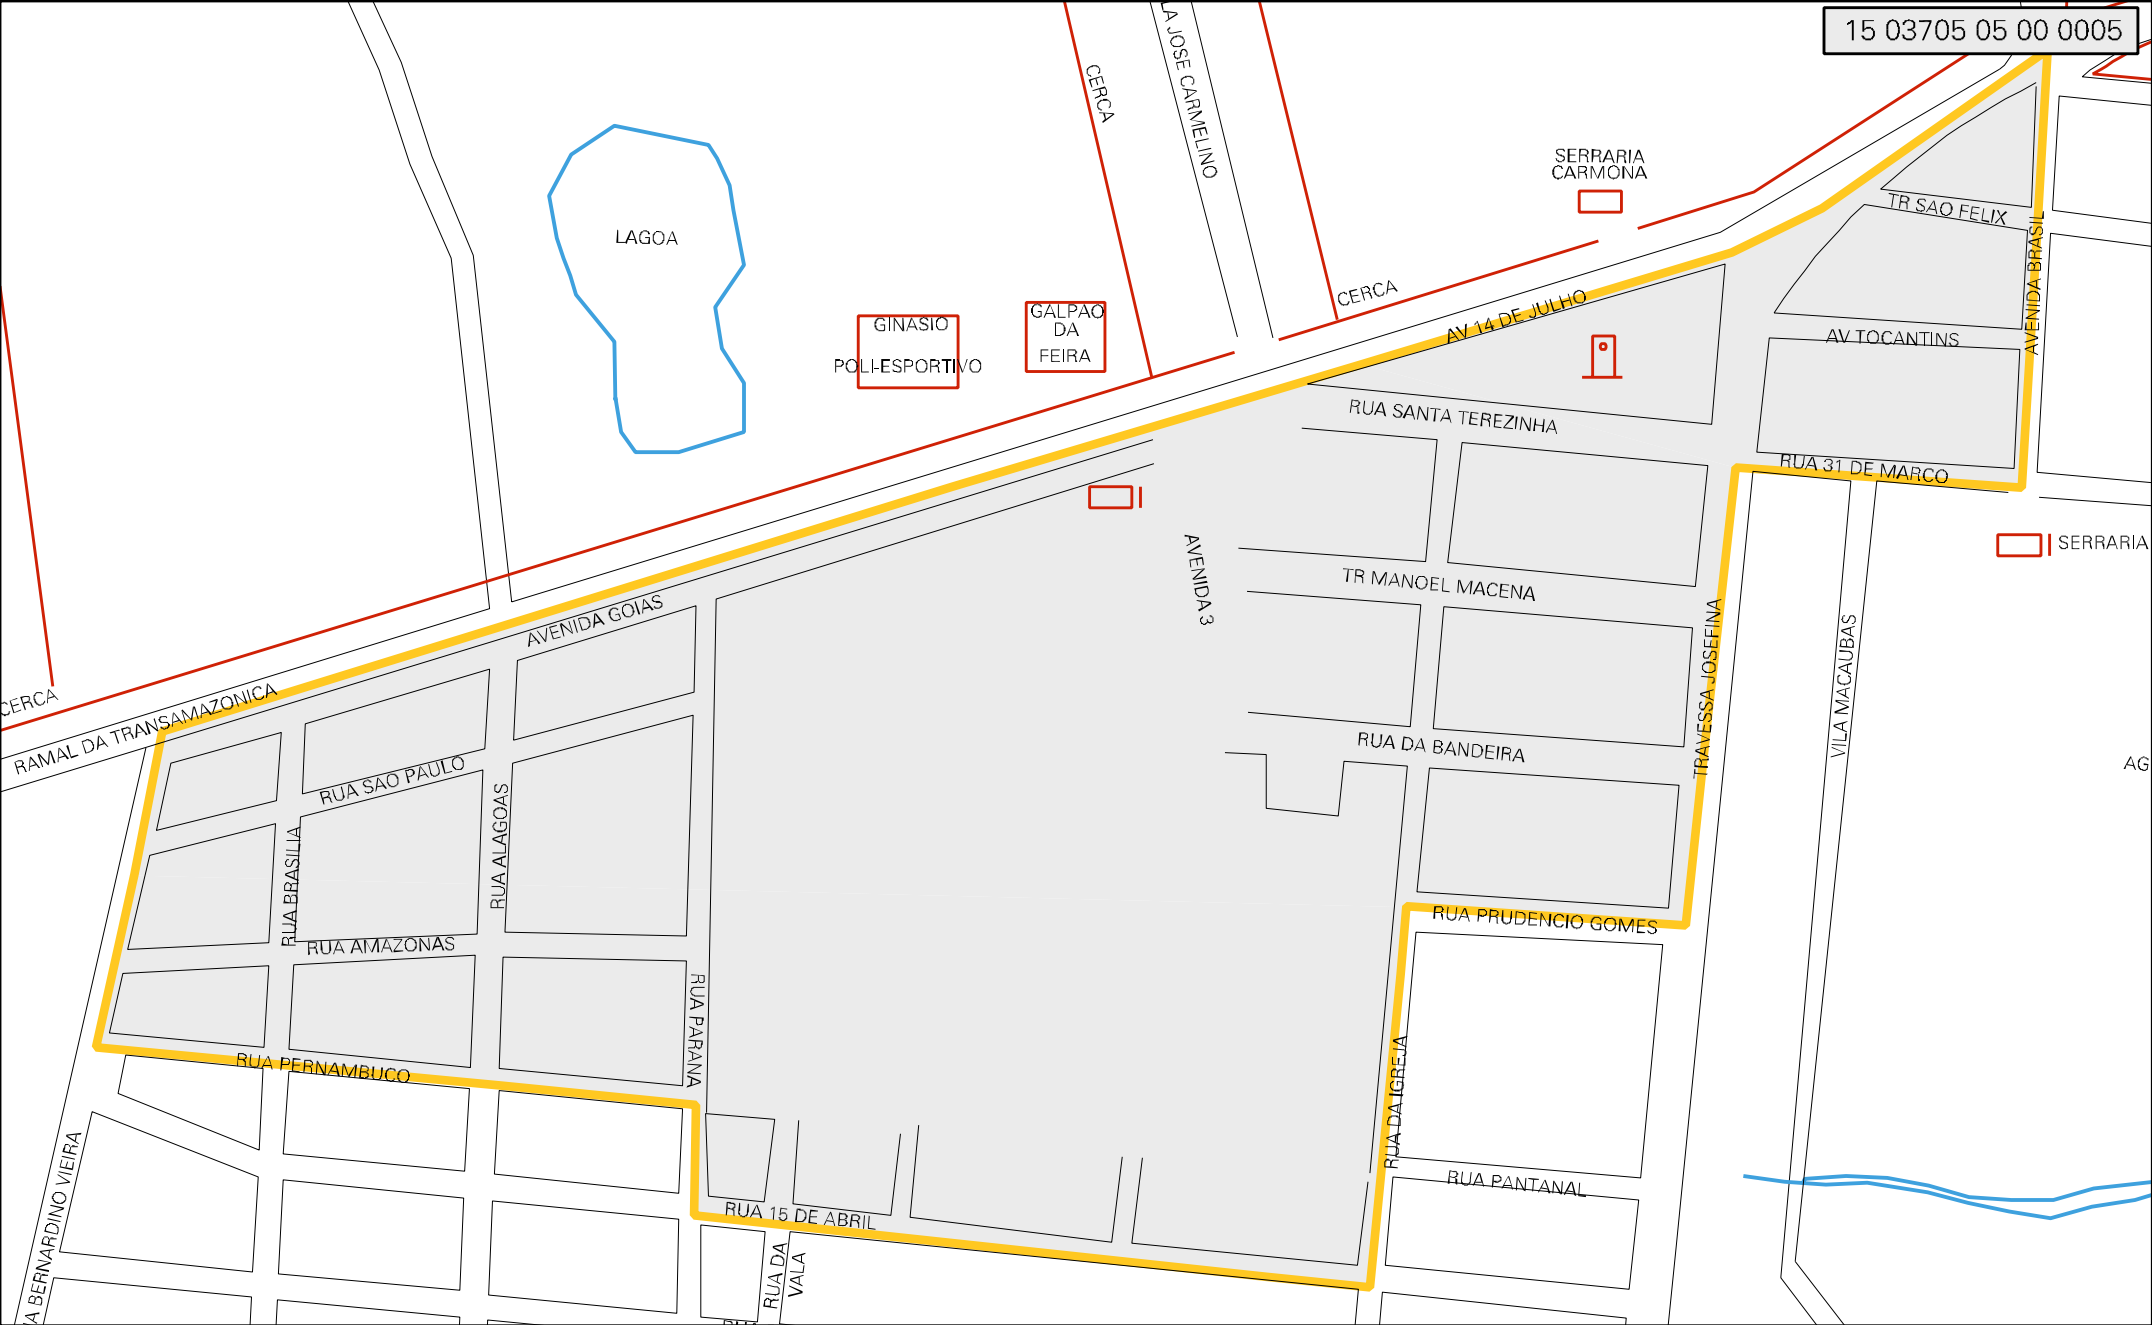 15 03705 05 00 0005
LA JOSE CARMELINO
CERCA
SERRARIA
CARMONA
TR SAO FELIX
LAGOA
AVENIDA BRASIL
CERCA
AV 14 DE JULHO
GINASIO
POLI-ESPORTIVO
GALPAO
DA
FEIRA
AV TOCANTINS
RUA SANTA TEREZINHA
RUA 31 DE MARCO
SERRARIA
AVENIDA 3
TR MANOEL MACENA
AVENIDA GOIAS
TRAVESSA JOSEFINA
VILA MACAUBAS
CERCA
RAMAL DA TRANSAMAZONICA
RUA DA BANDEIRA
AG
RUA SAO PAULO
RUA ALAGOAS
RUA BRASILIA
RUA PRUDENCIO GOMES
RUA AMAZONAS
RUA PARANA
RUA DA IGREJA
RUA PERNAMBUCO
RUA PANTANAL
RUA 15 DE ABRIL
A BERNARDINO VIEIRA
RUA DA
VALA